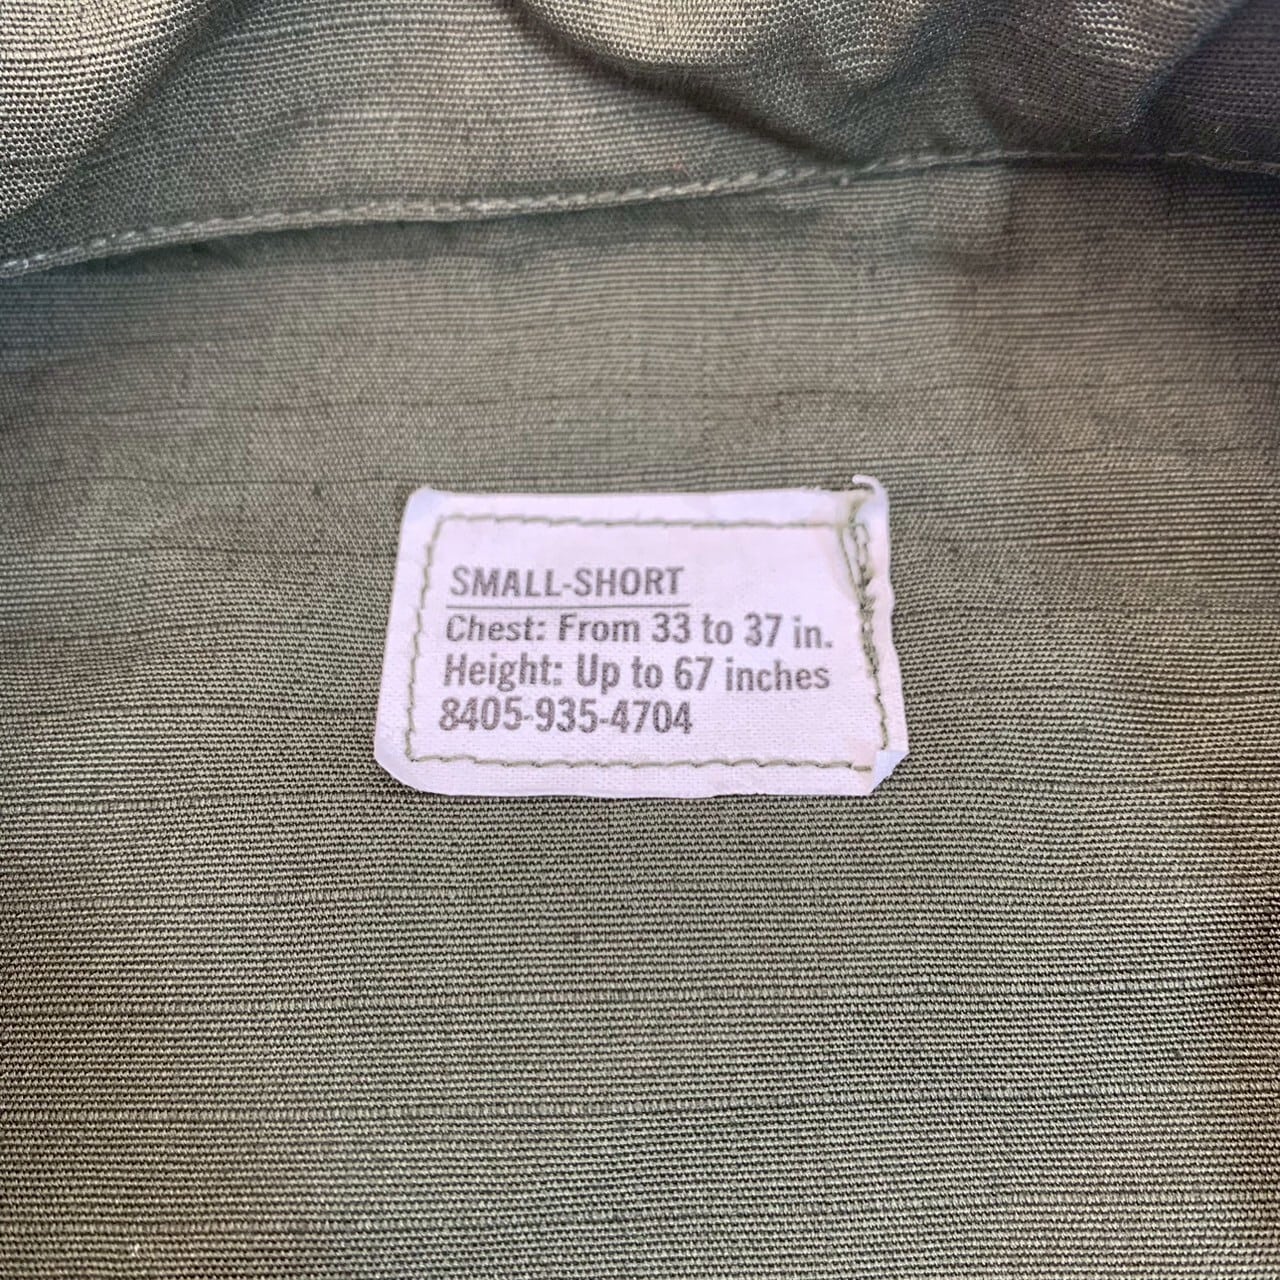 SMALL-SHORT
Chest: From 33 to 37 in.
Height: Up to 67 inches
8405-935-4704